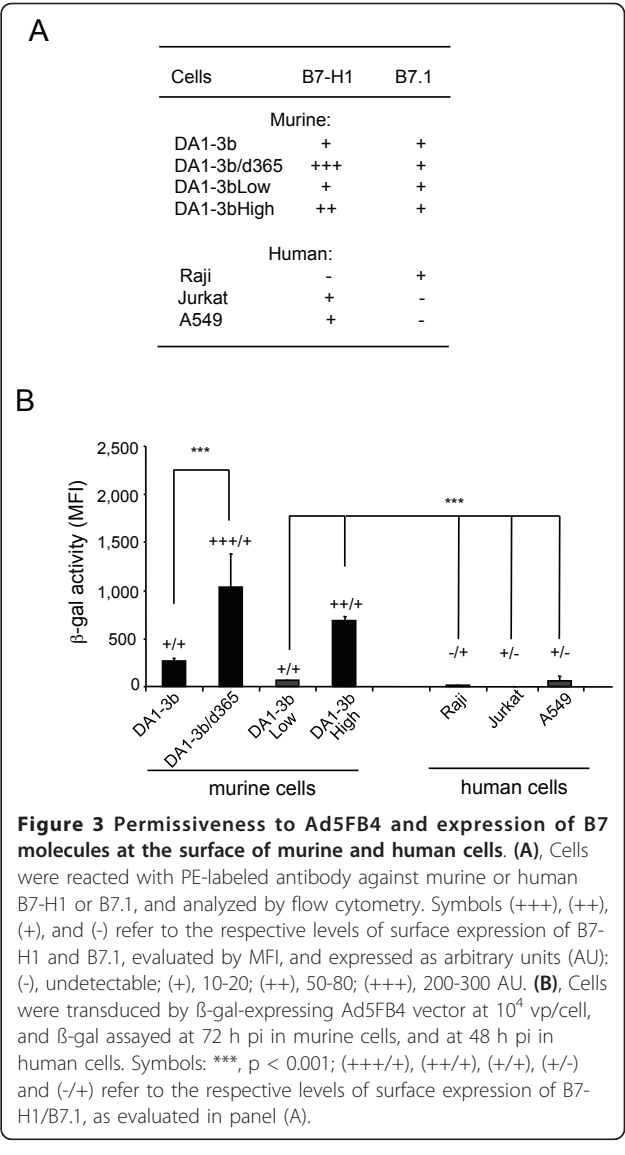 A
Cells B7-H1 B7.1
Murine:
DA1-3b + +
DA1-3b/d365 +++ +
DA1-3bLow + +
DA1-3bHigh ++ +
Human:
Raji - +
Jurkat + -
A549 + -
B
β-gal activity (MFI)
2,500
2,000
1,500
1,000
500
0
***
***
+/+
+++/+
+/+
++/+
-/+
+/-
+/-
DA1-3b
DA1-3b/d365
DA1-3b
Low
DA1-3b
High
Raji
Jurkat
A549
murine cells
human cells
Figure 3 Permissiveness to Ad5FB4 and expression of B7
molecules at the surface of murine and human cells. (A), Cells
were reacted with PE-labeled antibody against murine or human
B7-H1 or B7.1, and analyzed by flow cytometry. Symbols (+++), (++),
(+), and (-) refer to the respective levels of surface expression of B7-
H1 and B7.1, evaluated by MFI, and expressed as arbitrary units (AU):
(-), undetectable; (+), 10-20; (++), 50-80; (+++), 200-300 AU. (B), Cells
were transduced by ß-gal-expressing Ad5FB4 vector at 10⁴ vp/cell,
and ß-gal assayed at 72 h pi in murine cells, and at 48 h pi in
human cells. Symbols: ***, p < 0.001; (+++/+), (++/+), (+/+), (+/-)
and (-/+) refer to the respective levels of surface expression of B7-
H1/B7.1, as evaluated in panel (A).